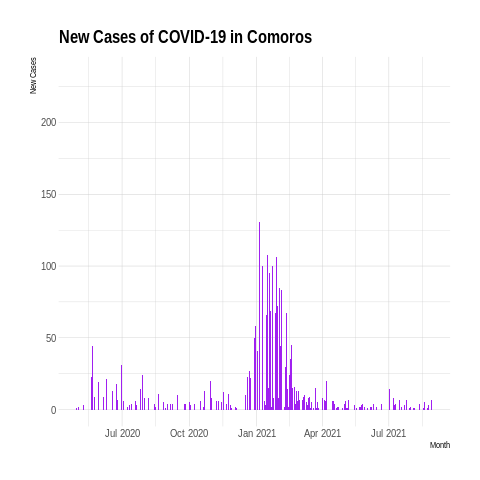 New Cases of COVID-19 in Comoros
New Cases
200
150
100
50
0
Jul 2020 Oct 2020 Jan 2021 Apr 2021 Jul 2021
Month